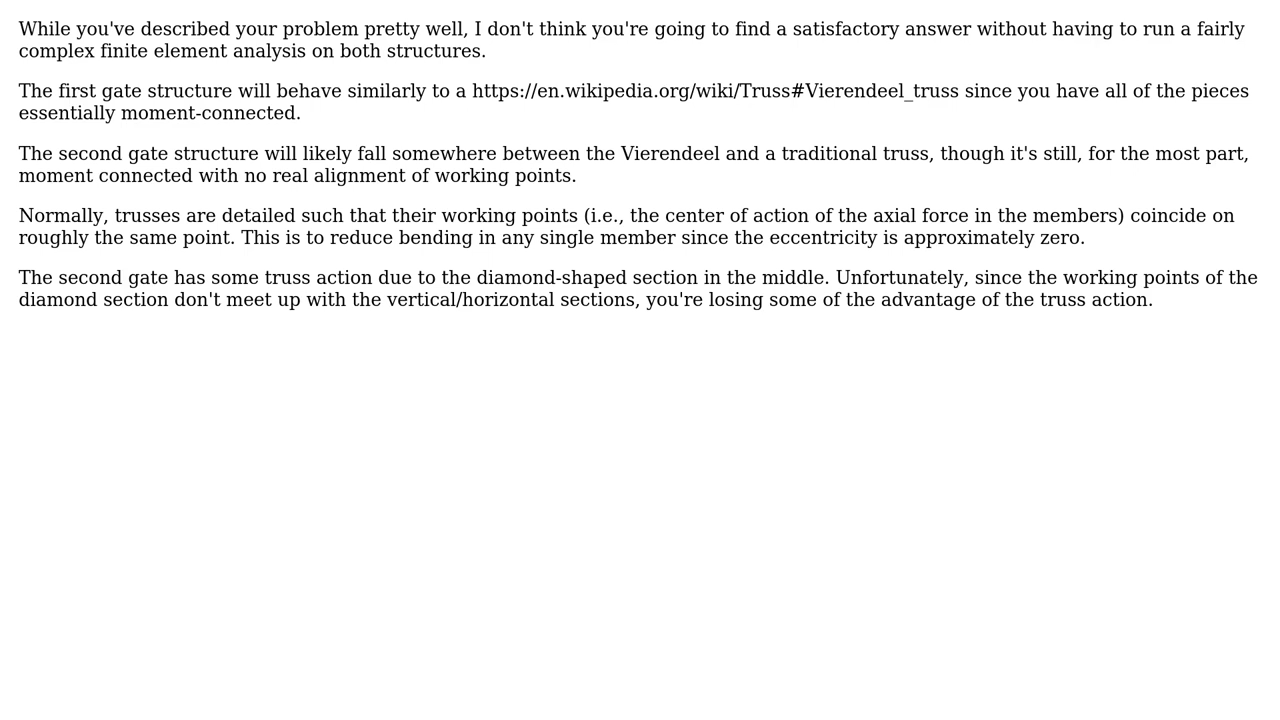 While you've described your problem pretty well, I don't think you're going to find a satisfactory answer without having to run a fairly
complex finite element analysis on both structures.
The first gate structure will behave similarly to a https://en.wikipedia.org/wiki/Truss#Vierendeel_truss since you have all of the pieces
essentially moment-connected.
The second gate structure will likely fall somewhere between the Vierendeel and a traditional truss, though it's still, for the most part,
moment connected with no real alignment of working points.
Normally, trusses are detailed such that their working points (i.e., the center of action of the axial force in the members) coincide on
roughly the same point. This is to reduce bending in any single member since the eccentricity is approximately zero.
The second gate has some truss action due to the diamond-shaped section in the middle. Unfortunately, since the working points of the
diamond section don't meet up with the vertical/horizontal sections, you're losing some of the advantage of the truss action.